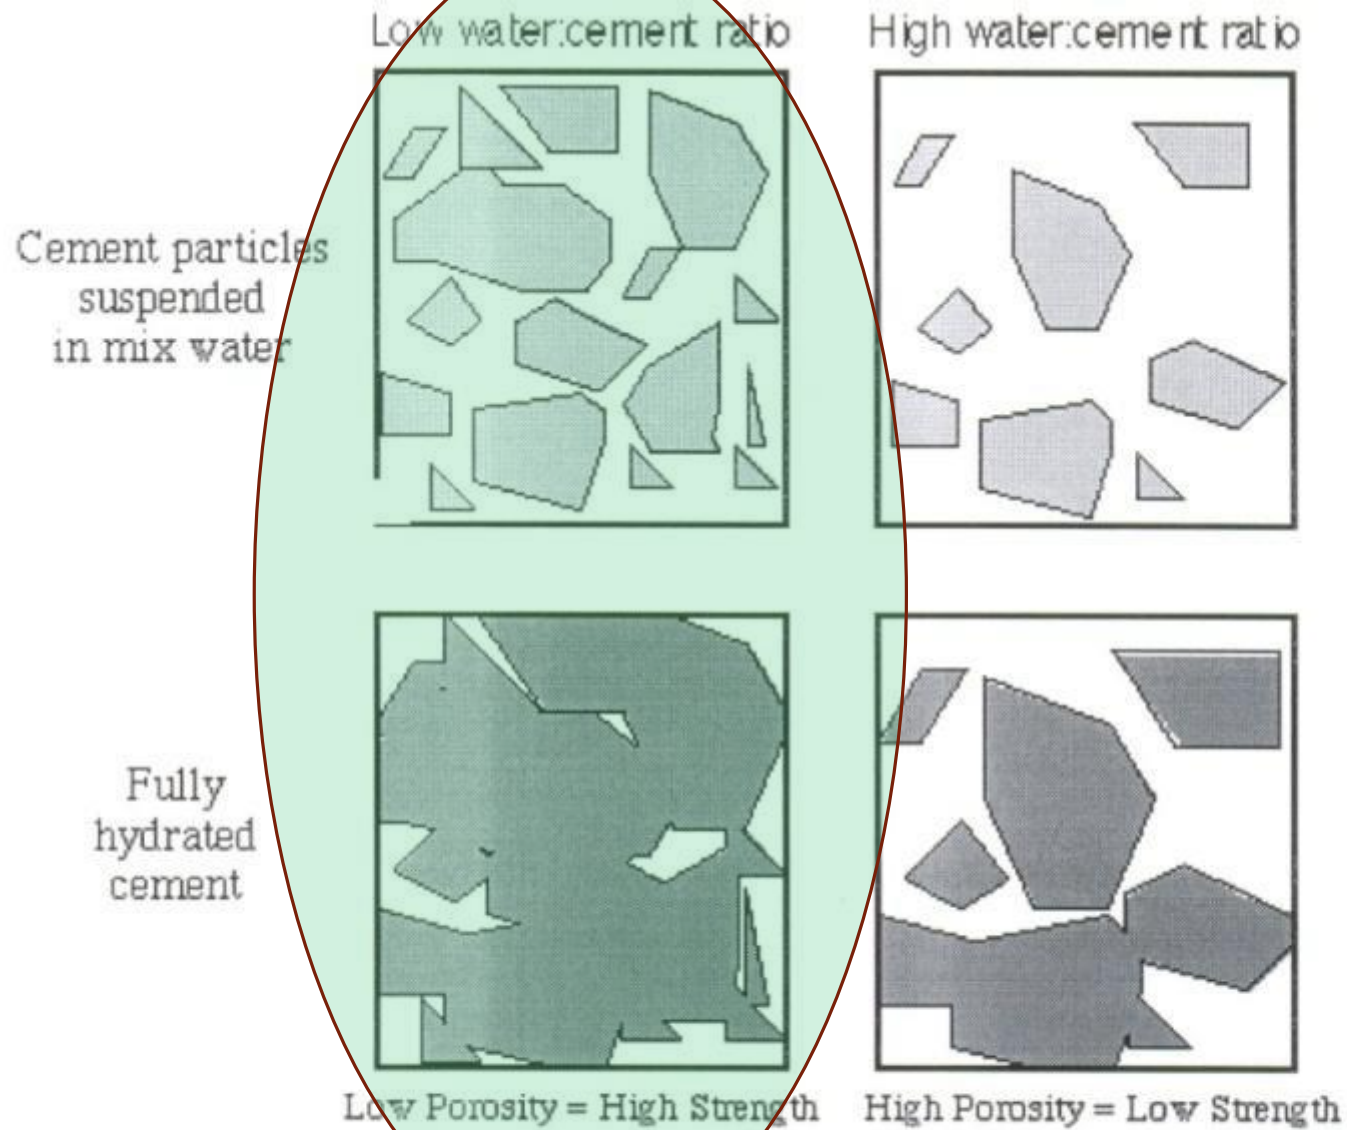 Low water:cement ratio
High water:cement ratio
Cement particles
suspended
in mix water
Fully
hydrated
cement
Low Porosity = High Strength
High Porosity = Low Strength